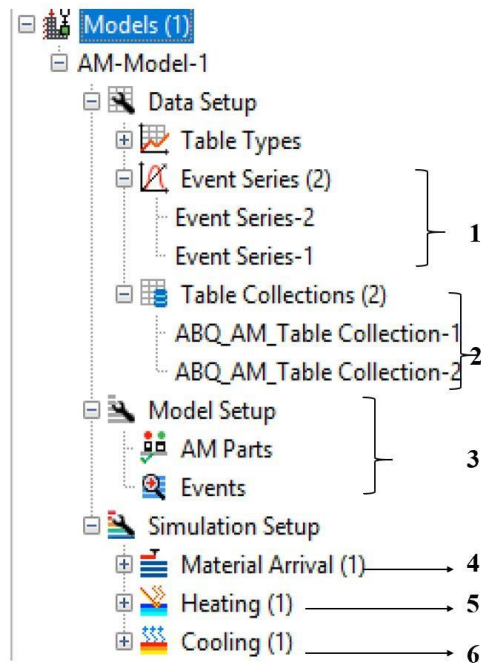 Models (1)
AM-Model-1
Data Setup
Table Types
Event Series (2)
Event Series-2
1
Event Series-1
Table Collections (2)
ABQ_AM_Table Collection-1
2
ABQ_AM_Table Collection-2
Model Setup
AM Parts
3
Events
Simulation Setup
Material Arrival (1)
4
Heating (1)
5
Cooling (1)
6